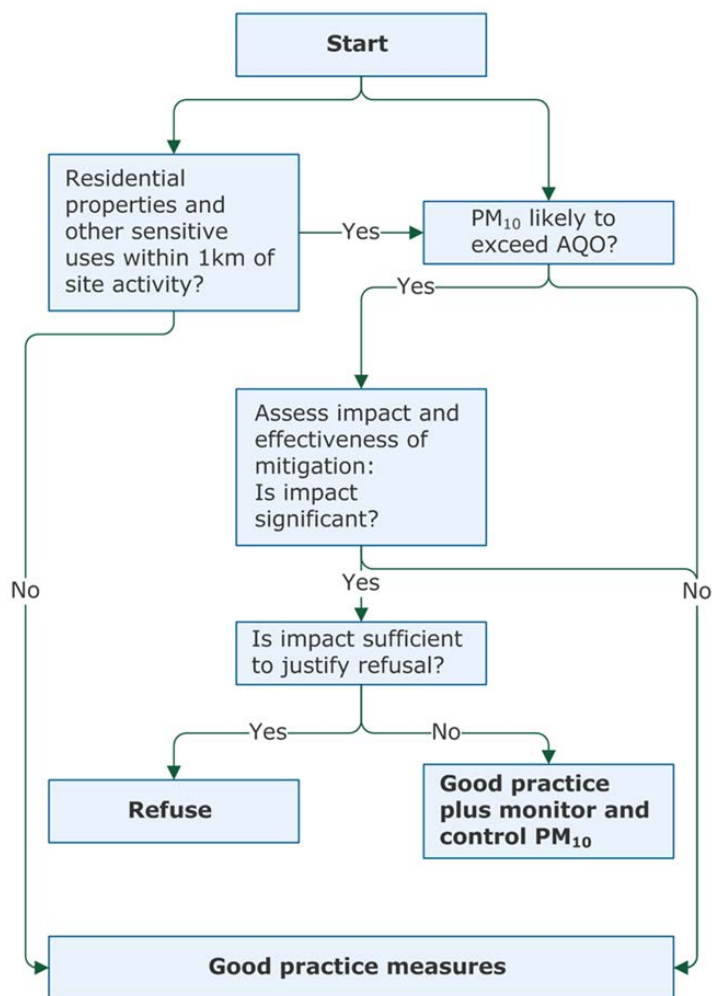 Start
Residential
properties and
other sensitive
uses within 1km of
site activity?
Yes
PM₁₀ likely to
exceed AQO?
Yes
Assess impact and
effectiveness of
mitigation:
Is impact
significant?
No
Yes
No
Is impact sufficient
to justify refusal?
Yes
No
Refuse
Good practice
plus monitor and
control PM₁₀
Good practice measures